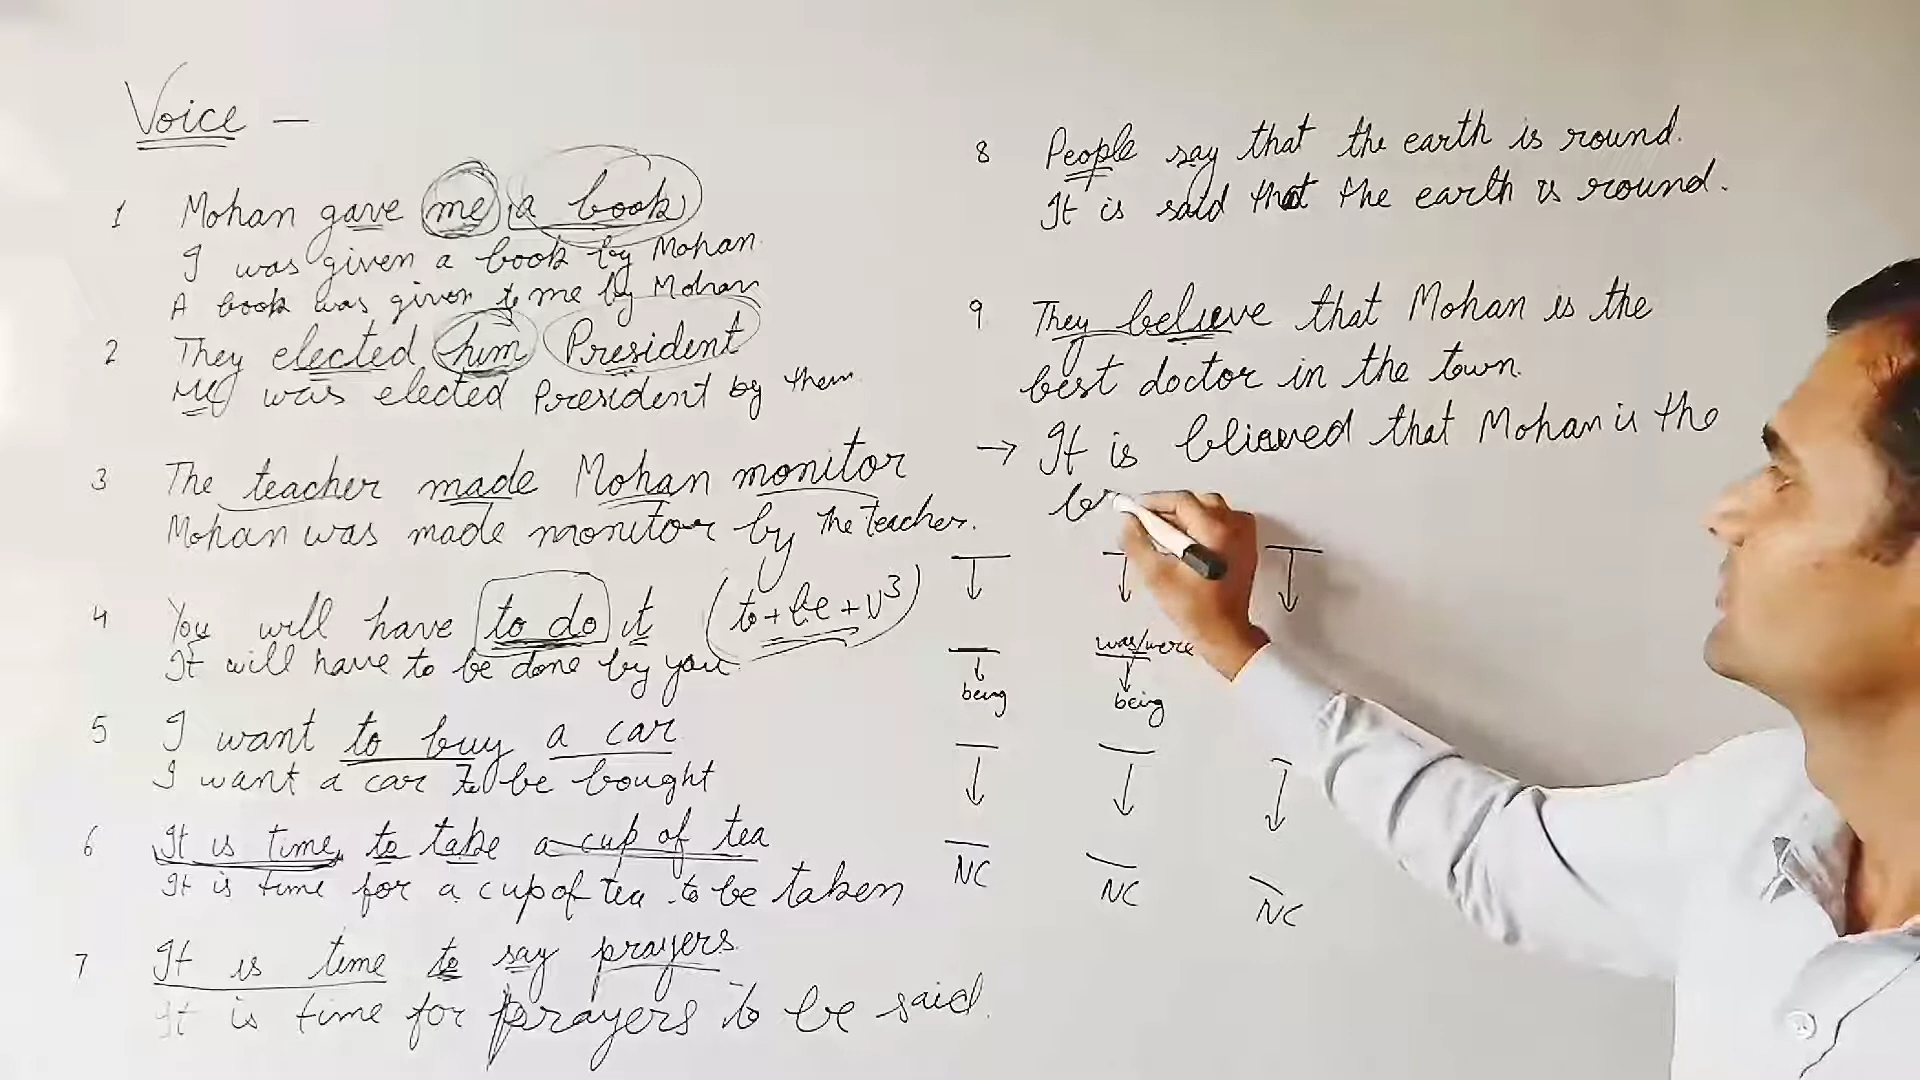 Voice —
1 Mohan gave me a book
I was given a book by Mohan.
A book was given to me by Mohan
2 They elected him President
He was elected President by them.
3 The teacher made Mohan monitor
Mohan was made monitor by the teacher.
4 You will have to do it (to + be + V³)
It will have to be done by you.
5 I want to buy a car
I want a car to be bought
6 It is time to take a cup of tea
It is time for a cup of tea to be taken
7 It is time to say prayers.
It is time for prayers to be said.
8 People say that the earth is round.
It is said that the earth is round.
9 They believe that Mohan is the
best doctor in the town.
→ It is blieved that Mohan is the
be
was/were
being being
NC NC NC